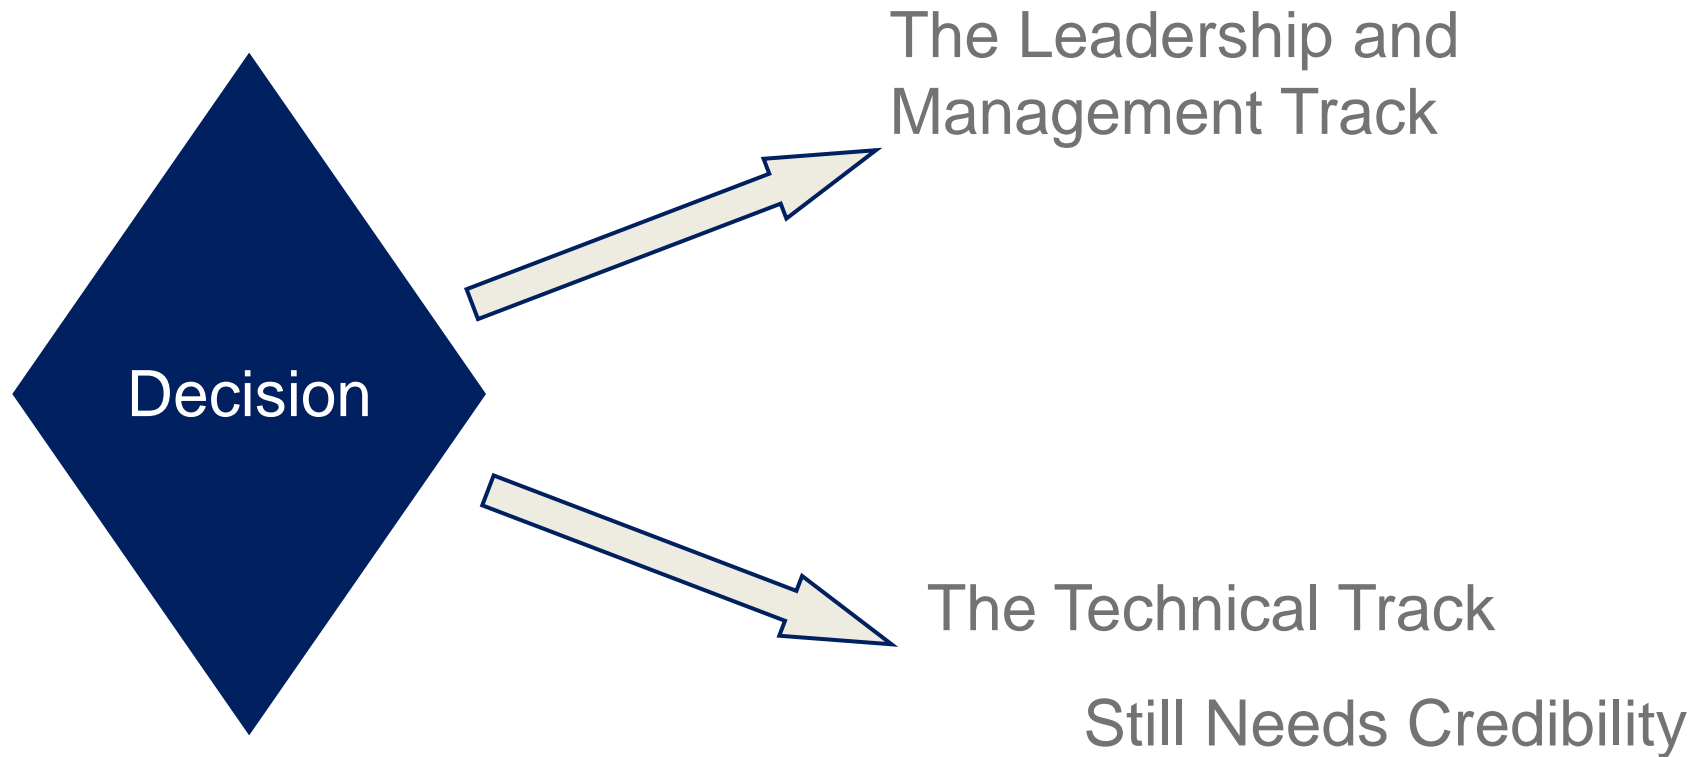 The Leadership and
Management Track
Decision
The Technical Track
Still Needs Credibility